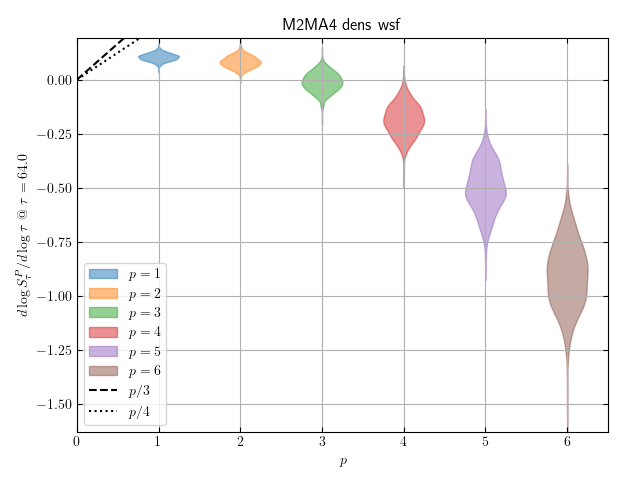 M2MA4 dens wsf
d log S_τ^P / d log τ @ τ = 64.0
0.00
−0.25
−0.50
−0.75
−1.00
−1.25
−1.50
p = 1
p = 2
p = 3
p = 4
p = 5
p = 6
p/3
p/4
0 1 2 3 4 5 6
p